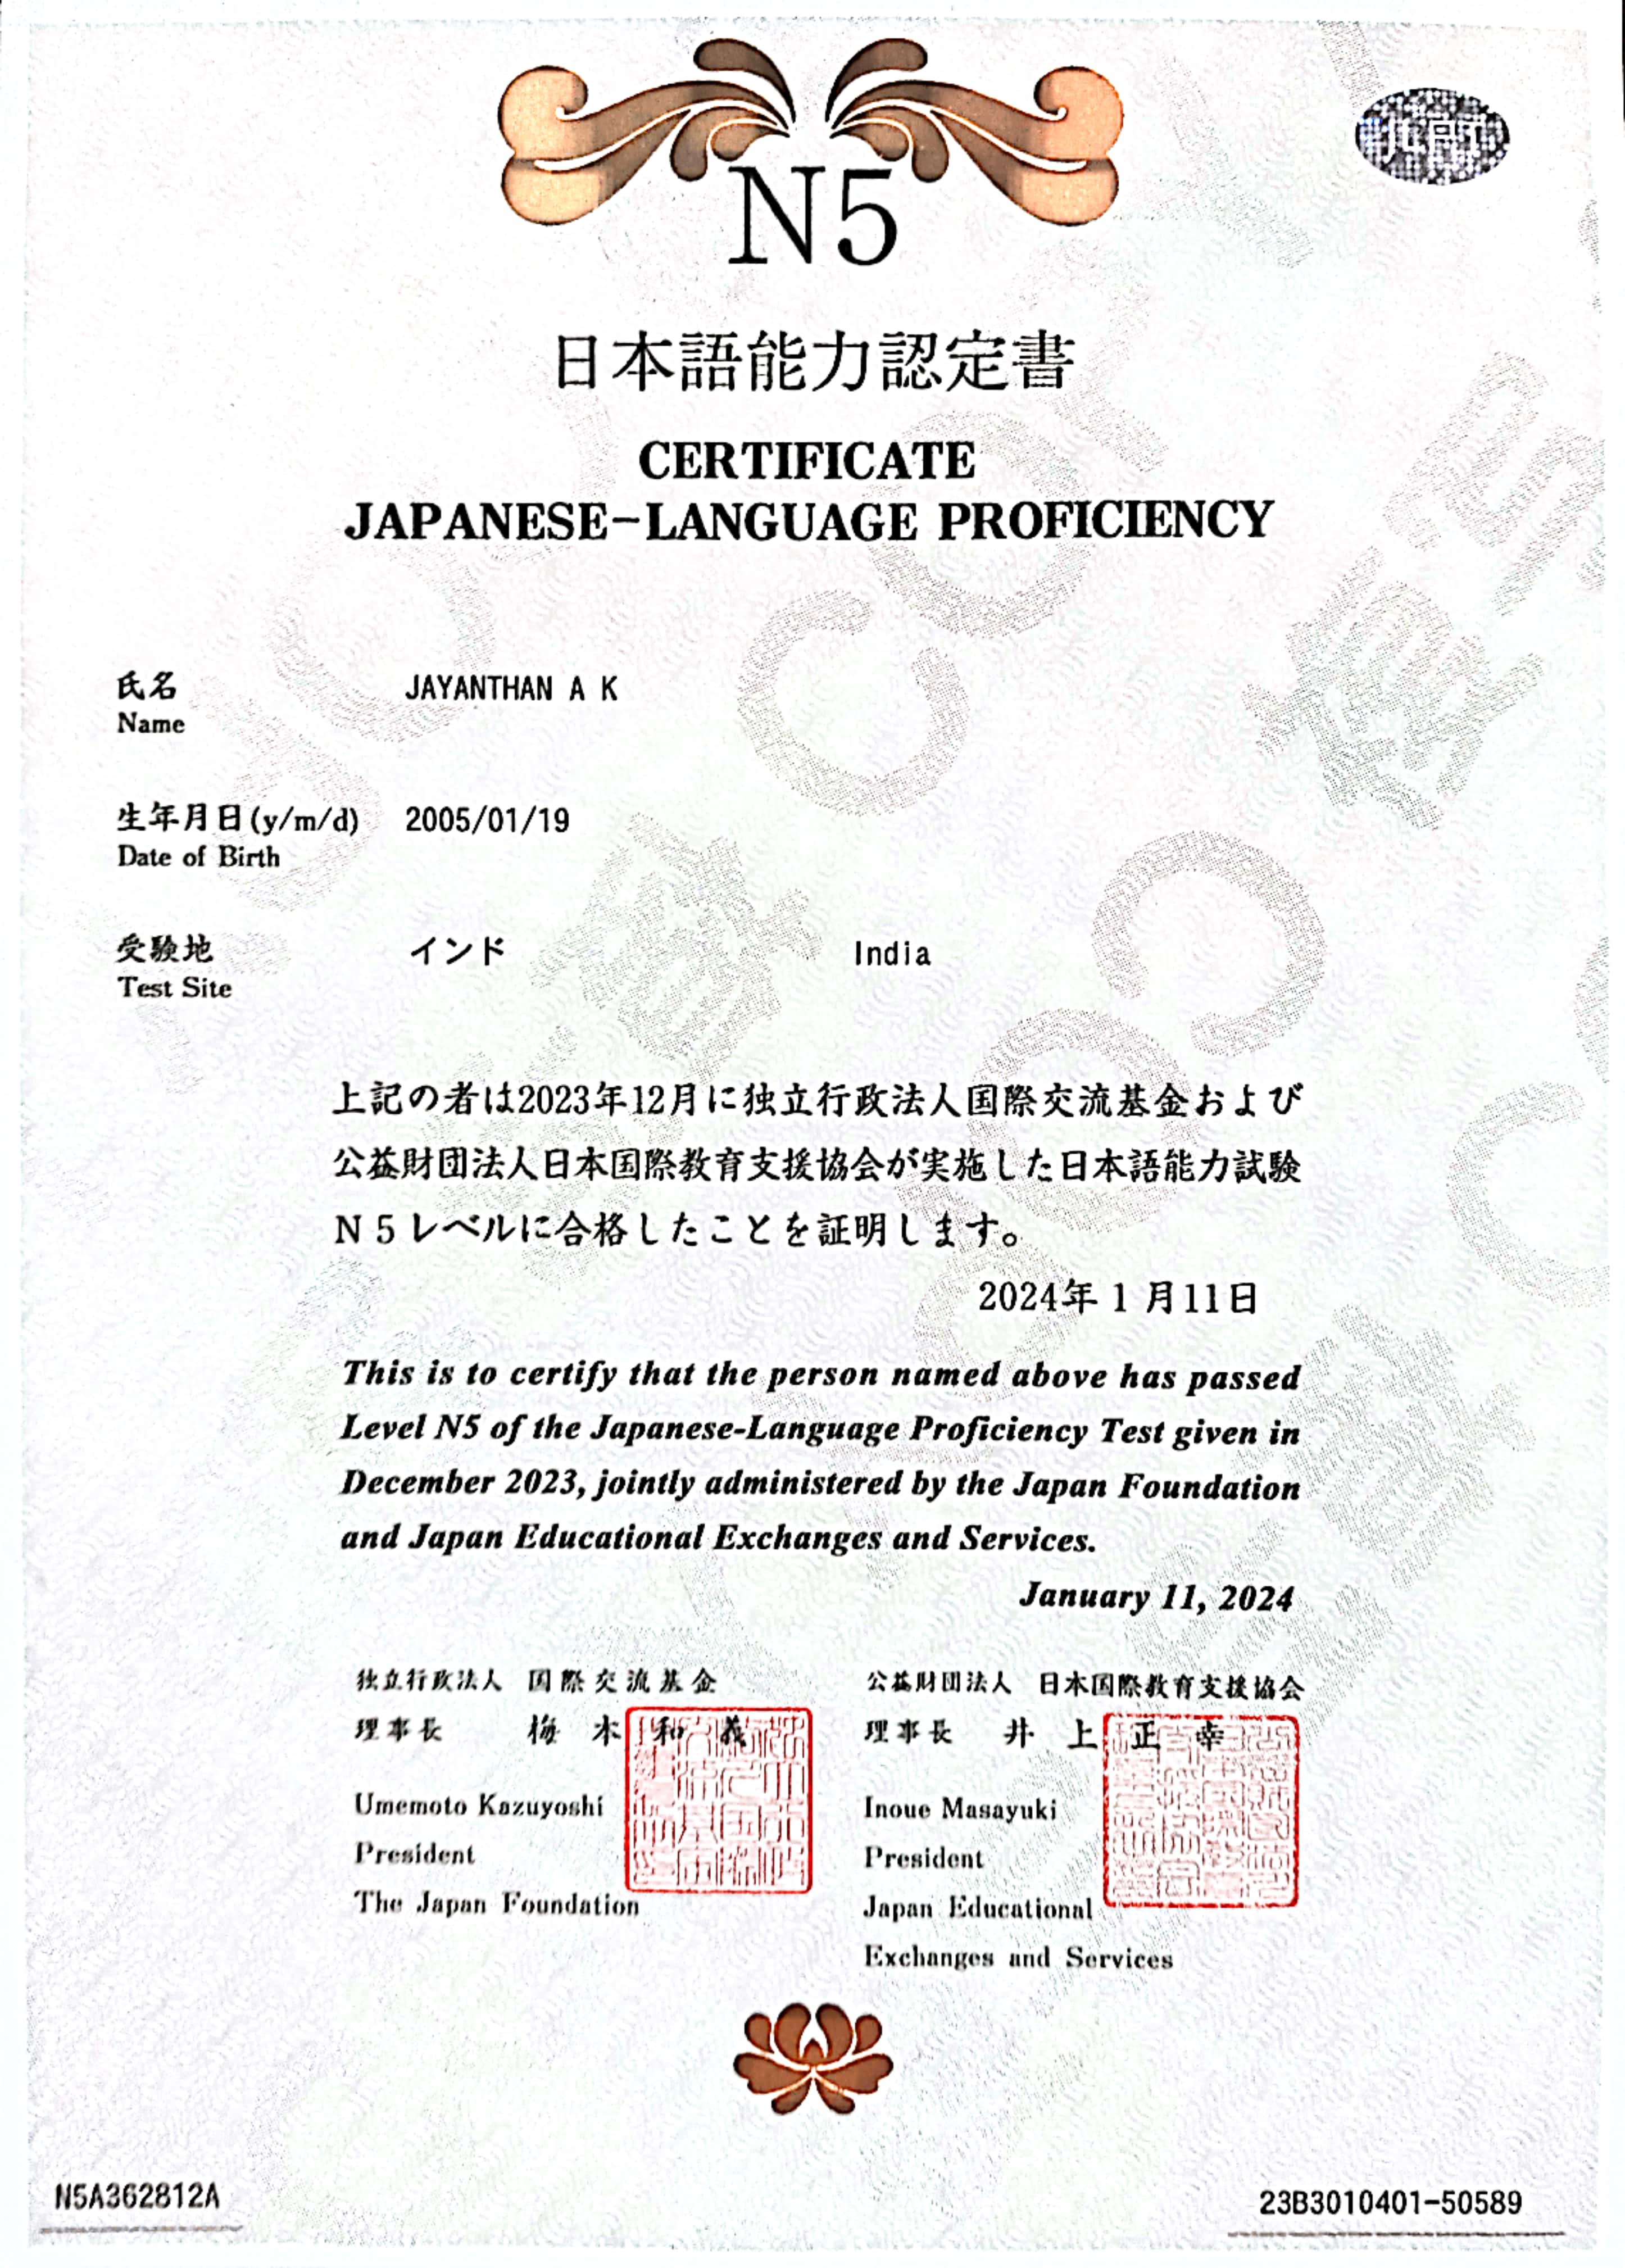 N5
日本語能力認定書
CERTIFICATE
JAPANESE-LANGUAGE PROFICIENCY
氏名 JAYANTHAN A K
Name
生年月日(y/m/d) 2005/01/19
Date of Birth
受験地 インド India
Test Site
上記の者は2023年12月に独立行政法人国際交流基金および
公益財団法人日本国際教育支援協会が実施した日本語能力試験
N5レベルに合格したことを証明します。
2024年1月11日
This is to certify that the person named above has passed
Level N5 of the Japanese-Language Proficiency Test given in
December 2023, jointly administered by the Japan Foundation
and Japan Educational Exchanges and Services.
January 11, 2024
独立行政法人 国際交流基金
理事長 梅本和義
Umemoto Kazuyoshi
President
The Japan Foundation
公益財団法人 日本国際教育支援協会
理事長 井上正幸
Inoue Masayuki
President
Japan Educational
Exchanges and Services
N5A362812A
23B3010401-50589